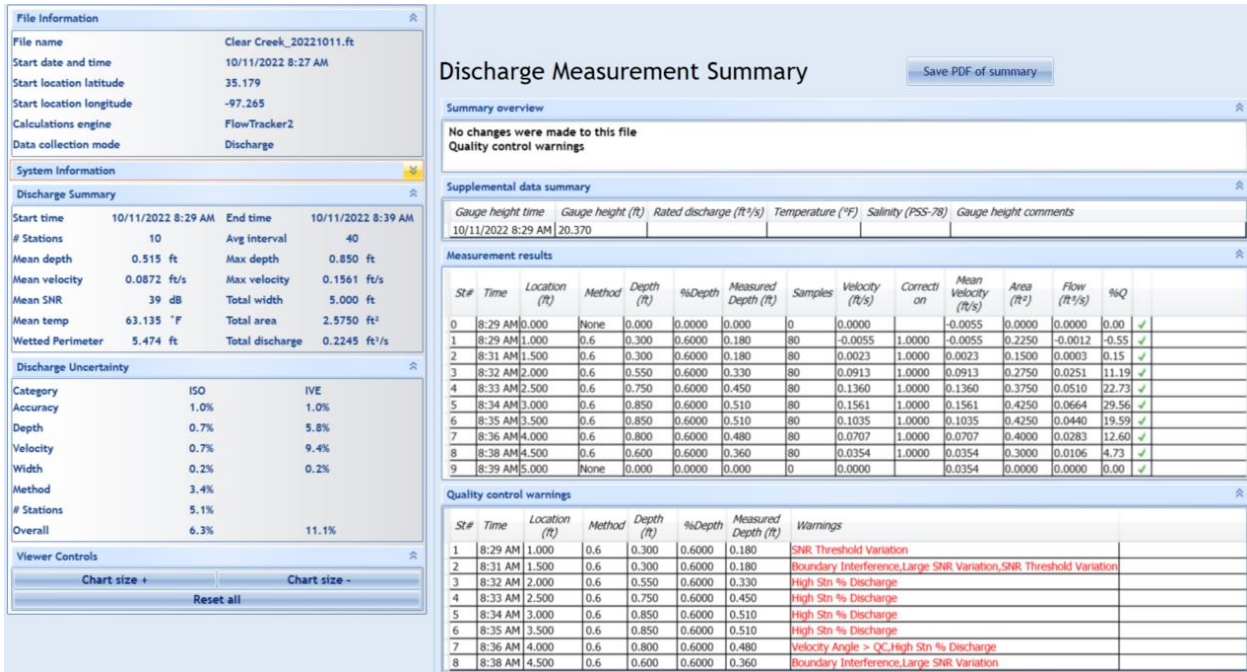 File Information
File name Clear Creek_20221011.ft
Start date and time 10/11/2022 8:27 AM
Start location latitude 35.179
Start location longitude -97.265
Calculations engine FlowTracker2
Data collection mode Discharge
System Information
Discharge Summary
Start time 10/11/2022 8:29 AM End time 10/11/2022 8:39 AM
# Stations 10 Avg interval 40
Mean depth 0.515 ft Max depth 0.850 ft
Mean velocity 0.0872 ft/s Max velocity 0.1561 ft/s
Mean SNR 39 dB Total width 5.000 ft
Mean temp 63.135 °F Total area 2.5750 ft²
Wetted Perimeter 5.474 ft Total discharge 0.2245 ft³/s
Discharge Uncertainty
Category ISO IVE
Accuracy 1.0% 1.0%
Depth 0.7% 5.8%
Velocity 0.7% 9.4%
Width 0.2% 0.2%
Method 3.4%
# Stations 5.1%
Overall 6.3% 11.1%
Viewer Controls
Chart size + Chart size -
Reset all
Discharge Measurement Summary
Save PDF of summary
Summary overview
No changes were made to this file
Quality control warnings
Supplemental data summary
Gauge height time Gauge height (ft) Rated discharge (ft³/s) Temperature (°F) Salinity (PSS-78) Gauge height comments
10/11/2022 8:29 AM 20.370
Measurement results
St# Time Location (ft) Method Depth (ft) %Depth Measured Depth (ft) Samples Velocity (ft/s) Correction Mean Velocity (ft/s) Area (ft²) Flow (ft³/s) %Q
0 8:29 AM 0.000 None 0.000 0.0000 0.000 0 0.0000 -0.0055 0.0000 0.0000 0.00 ✓
1 8:29 AM 1.000 0.6 0.300 0.6000 0.180 80 -0.0055 1.0000 -0.0055 0.2250 -0.0012 -0.55 ✓
2 8:31 AM 1.500 0.6 0.300 0.6000 0.180 80 0.0023 1.0000 0.0023 0.1500 0.0003 0.15 ✓
3 8:32 AM 2.000 0.6 0.550 0.6000 0.330 80 0.0913 1.0000 0.0913 0.2750 0.0251 11.19 ✓
4 8:33 AM 2.500 0.6 0.750 0.6000 0.450 80 0.1360 1.0000 0.1360 0.3750 0.0510 22.73 ✓
5 8:34 AM 3.000 0.6 0.850 0.6000 0.510 80 0.1561 1.0000 0.1561 0.4250 0.0664 29.56 ✓
6 8:35 AM 3.500 0.6 0.850 0.6000 0.510 80 0.1035 1.0000 0.1035 0.4250 0.0440 19.59 ✓
7 8:36 AM 4.000 0.6 0.800 0.6000 0.480 80 0.0707 1.0000 0.0707 0.4000 0.0283 12.60 ✓
8 8:38 AM 4.500 0.6 0.600 0.6000 0.360 80 0.0354 1.0000 0.0354 0.3000 0.0106 4.73 ✓
9 8:39 AM 5.000 None 0.000 0.0000 0.000 0 0.0000 0.0354 0.0000 0.0000 0.00 ✓
Quality control warnings
St# Time Location (ft) Method Depth (ft) %Depth Measured Depth (ft) Warnings
1 8:29 AM 1.000 0.6 0.300 0.6000 0.180 SNR Threshold Variation
2 8:31 AM 1.500 0.6 0.300 0.6000 0.180 Boundary Interference,Large SNR Variation,SNR Threshold Variation
3 8:32 AM 2.000 0.6 0.550 0.6000 0.330 High Stn % Discharge
4 8:33 AM 2.500 0.6 0.750 0.6000 0.450 High Stn % Discharge
5 8:34 AM 3.000 0.6 0.850 0.6000 0.510 High Stn % Discharge
6 8:35 AM 3.500 0.6 0.850 0.6000 0.510 High Stn % Discharge
7 8:36 AM 4.000 0.6 0.800 0.6000 0.480 Velocity Angle > QC,High Stn % Discharge
8 8:38 AM 4.500 0.6 0.600 0.6000 0.360 Boundary Interference,Large SNR Variation